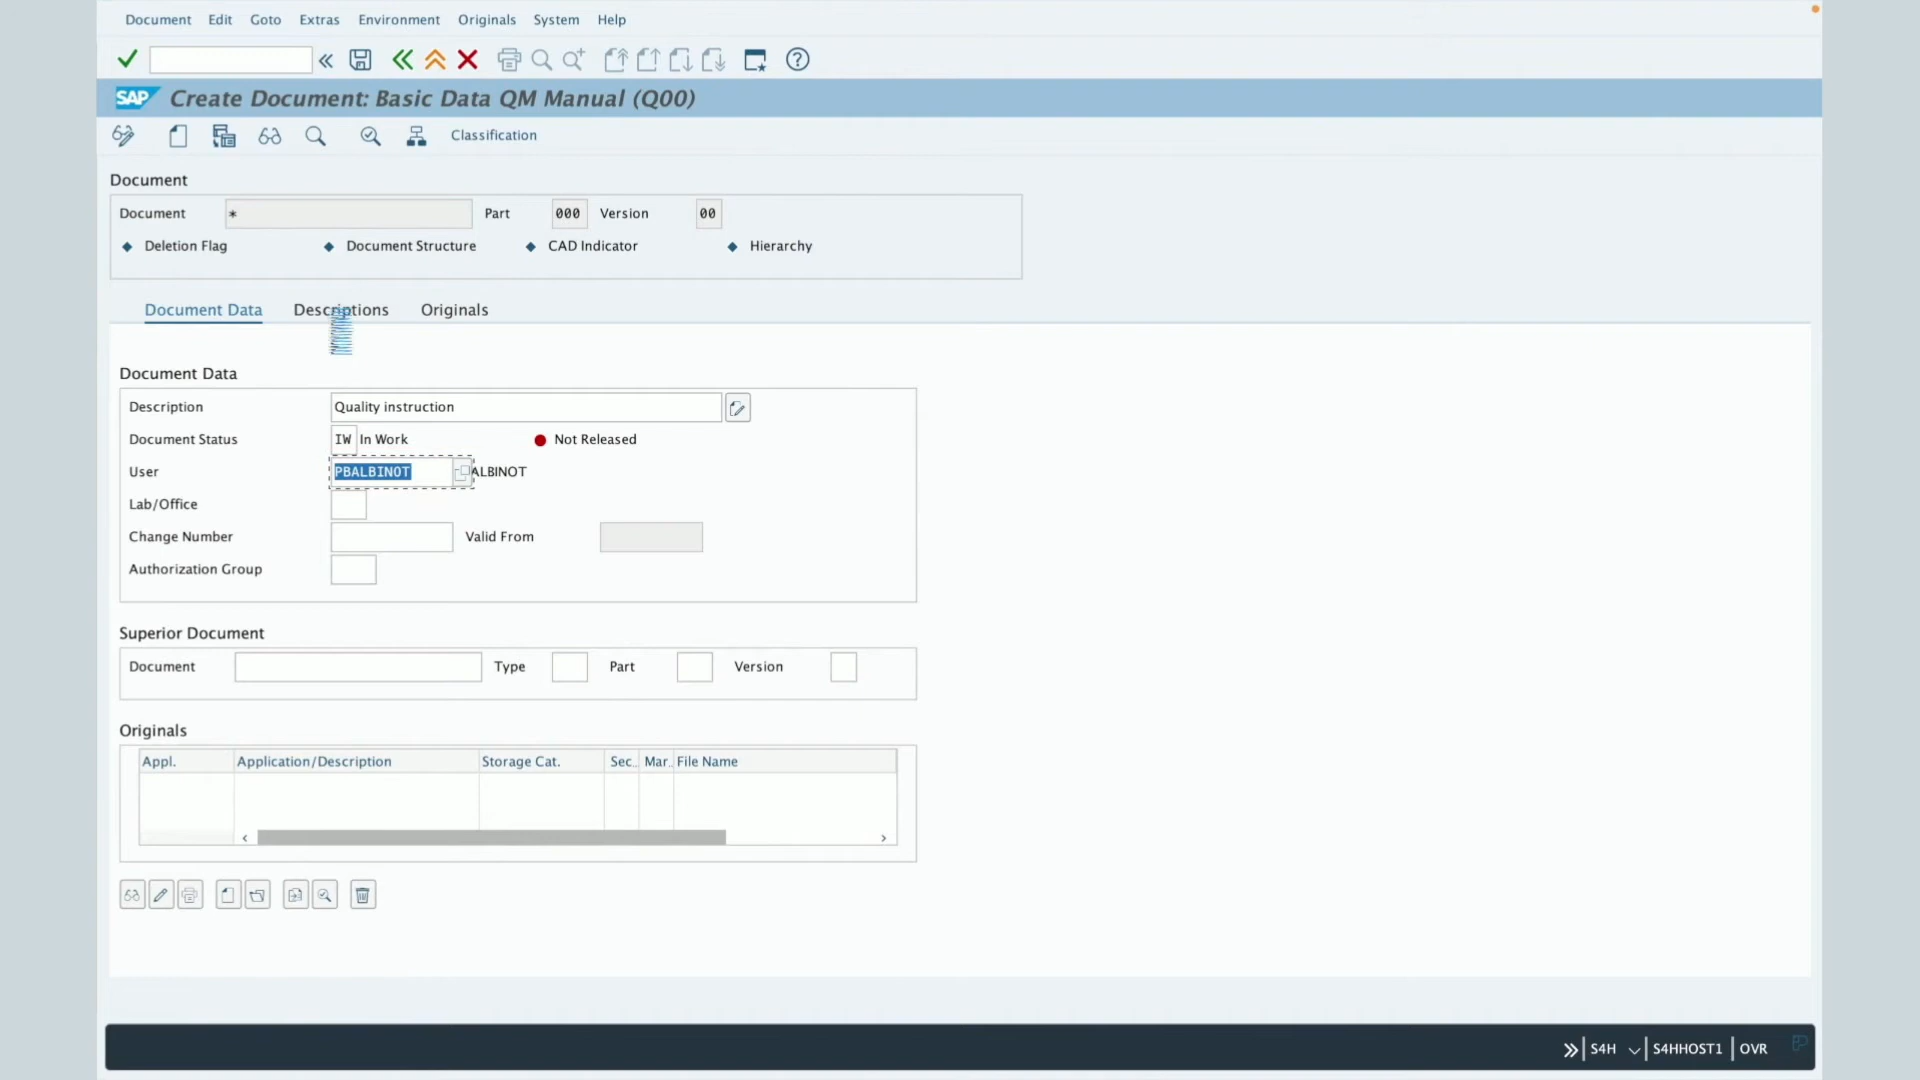 Document Edit Goto Extras Environment Originals System Help
SAP Create Document: Basic Data QM Manual (Q00)
Classification
Document
Document * Part 000 Version 00
Deletion Flag Document Structure CAD Indicator Hierarchy
Document Data Descriptions Originals
Document Data
Description Quality instruction
Document Status IW In Work Not Released
User PBALBINOT ALBINOT
Lab/Office
Change Number Valid From
Authorization Group
Superior Document
Document Type Part Version
Originals
Appl. Application/Description Storage Cat. Sec.. Mar.. File Name
S4H S4HHOST1 OVR